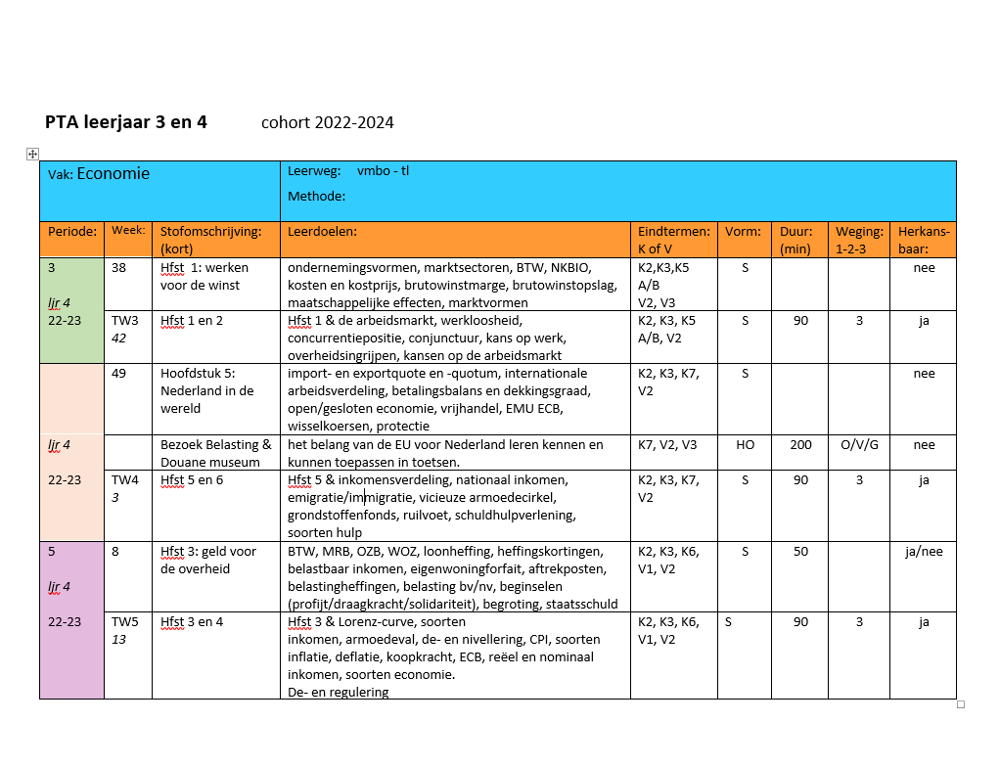 PTA leerjaar 3 en 4 cohort 2022-2024
Vak: Economie
Leerweg: vmbo - tl
Methode:
Periode:
Week:
Stofomschrijving:
(kort)
Leerdoelen:
Eindtermen:
K of V
Vorm:
Duur:
(min)
Weging:
1-2-3
Herkans-
baar:
3
ljr 4
22-23
38
Hfst 1: werken
voor de winst
ondernemingsvormen, marktsectoren, BTW, NKBIO,
kosten en kostprijs, brutowinstmarge, brutowinstopslag,
maatschappelijke effecten, marktvormen
K2,K3,K5
A/B
V2, V3
S
nee
TW3
42
Hfst 1 en 2
Hfst 1 & de arbeidsmarkt, werkloosheid,
concurrentiepositie, conjunctuur, kans op werk,
overheidsingrijpen, kansen op de arbeidsmarkt
K2, K3, K5
A/B, V2
S
90
3
ja
49
Hoofdstuk 5:
Nederland in de
wereld
import- en exportquote en -quotum, internationale
arbeidsverdeling, betalingsbalans en dekkingsgraad,
open/gesloten economie, vrijhandel, EMU ECB,
wisselkoersen, protectie
K2, K3, K7,
V2
S
nee
ljr 4
22-23
Bezoek Belasting &
Douane museum
het belang van de EU voor Nederland leren kennen en
kunnen toepassen in toetsen.
K7, V2, V3
HO
200
O/V/G
nee
TW4
3
Hfst 5 en 6
Hfst 5 & inkomensverdeling, nationaal inkomen,
emigratie/immigratie, vicieuze armoedecirkel,
grondstoffenfonds, ruilvoet, schuldhulpverlening,
soorten hulp
K2, K3, K7,
V2
S
90
3
ja
5
ljr 4
22-23
8
Hfst 3: geld voor
de overheid
BTW, MRB, OZB, WOZ, loonheffing, heffingskortingen,
belastbaar inkomen, eigenwoningforfait, aftrekposten,
belastingheffingen, belasting bv/nv, beginselen
(profijt/draagkracht/solidariteit), begroting, staatsschuld
K2, K3, K6,
V1, V2
S
50
ja/nee
TW5
13
Hfst 3 en 4
Hfst 3 & Lorenz-curve, soorten
inkomen, armoedeval, de- en nivellering, CPI, soorten
inflatie, deflatie, koopkracht, ECB, reëel en nominaal
inkomen, soorten economie.
De- en regulering
K2, K3, K6,
V1, V2
S
90
3
ja